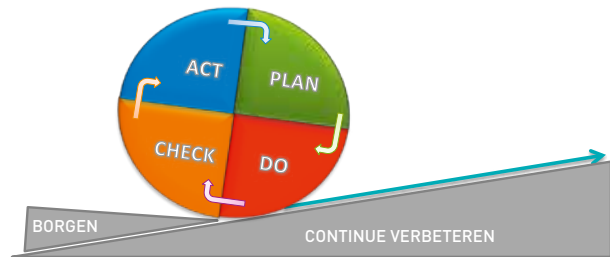 ACT
PLAN
CHECK
DO
BORGEN
CONTINUE VERBETEREN